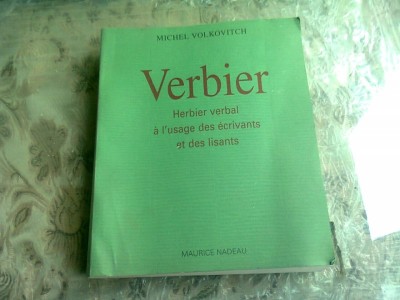 MICHEL VOLKOVITCH
Verbier
Herbier verbal
à l'usage des écrivants
et des lisants
MAURICE NADEAU